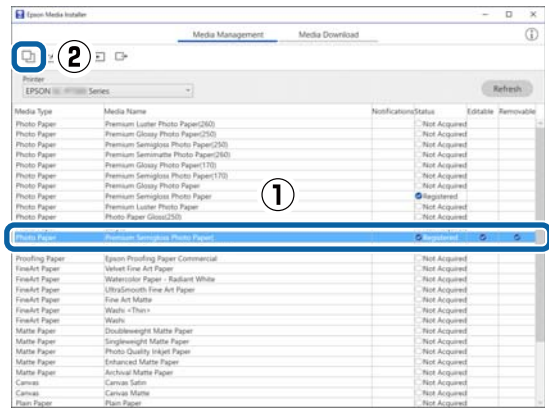 Epson Media Installer
Media Management Media Download
②
Printer
EPSON Series
Refresh
Media Type Media Name Notifications Status Editable Removable
Photo Paper Premium Luster Photo Paper(260) Not Acquired
Photo Paper Premium Glossy Photo Paper(250) Not Acquired
Photo Paper Premium Semigloss Photo Paper(250) Not Acquired
Photo Paper Premium Semimatte Photo Paper(260) Not Acquired
Photo Paper Premium Glossy Photo Paper(170) Not Acquired
Photo Paper Premium Semigloss Photo Paper(170) Not Acquired
Photo Paper Premium Glossy Photo Paper Not Acquired
Photo Paper Premium Semigloss Photo Paper Registered
Photo Paper Premium Luster Photo Paper Not Acquired
Photo Paper Photo Paper Gloss(250) Not Acquired
①
Photo Paper Premium Semigloss Photo Paper( Registered
Proofing Paper Epson Proofing Paper Commercial Not Acquired
FineArt Paper Velvet Fine Art Paper Not Acquired
FineArt Paper Watercolor Paper - Radiant White Not Acquired
FineArt Paper UltraSmooth Fine Art Paper Not Acquired
FineArt Paper Fine Art Matte Not Acquired
FineArt Paper Washi <Thin> Not Acquired
FineArt Paper Washi Not Acquired
Matte Paper Doubleweight Matte Paper Not Acquired
Matte Paper Singleweight Matte Paper Not Acquired
Matte Paper Photo Quality Inkjet Paper Not Acquired
Matte Paper Enhanced Matte Paper Not Acquired
Matte Paper Archival Matte Paper Not Acquired
Canvas Canvas Satin Not Acquired
Canvas Canvas Matte Not Acquired
Plain Paper Plain Paper Not Acquired